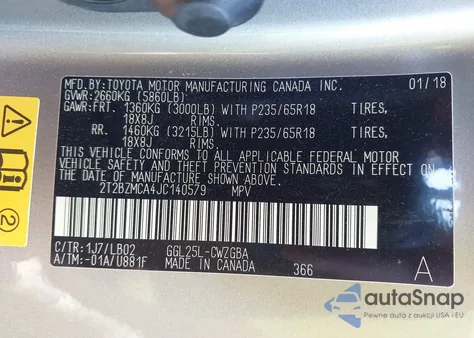 MFD.BY:TOYOTA MOTOR MANUFACTURING CANADA INC. 01/18
GVWR:2660KG (5860LB)
GAWR:FRT. 1360KG (3000LB) WITH P235/65R18 TIRES,
18X8J RIMS.
RR. 1460KG (3215LB) WITH P235/65R18 TIRES,
18X8J RIMS.
THIS VEHICLE CONFORMS TO ALL APPLICABLE FEDERAL MOTOR
VEHICLE SAFETY AND THEFT PREVENTION STANDARDS IN EFFECT ON
THE DATE OF MANUFACTURE SHOWN ABOVE.
2T2BZMCA4JC140579 MPV
2
C/TR:1J7/LB02 GGL25L-CWZGBA
A/TM:-01A/U881F MADE IN CANADA 366 A
autoSnap
Pewne auto z aukcji USA i EU